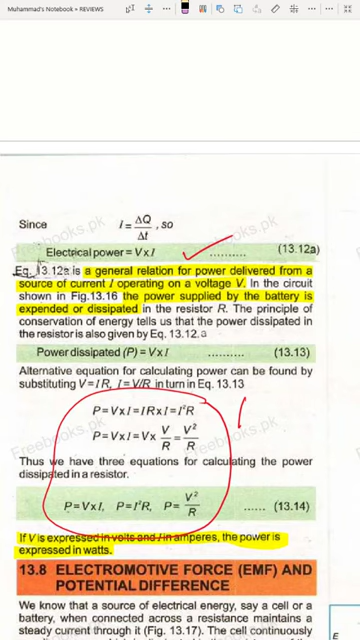 Muhammad's Notebook • REVIEWS
Since I = ΔQ/Δt, so
Electrical power = V x I .......... (13.12a)
Eq. 13.12a is a general relation for power delivered from a
source of current I operating on a voltage V. In the circuit
shown in Fig.13.16 the power supplied by the battery is
expended or dissipated in the resistor R. The principle of
conservation of energy tells us that the power dissipated in
the resistor is also given by Eq. 13.12.a
Power dissipated (P) = V x I .......... (13.13)
Alternative equation for calculating power can be found by
substituting V = I R, I = V/R in turn in Eq. 13.13
P = V x I = I R x I = I²R
P = V x I = V x V/R = V²/R
Thus we have three equations for calculating the power
dissipated in a resistor.
P = V x I, P = I²R, P = V²/R ...... (13.14)
If V is expressed in volts and I in amperes, the power is
expressed in watts.
13.8 ELECTROMOTIVE FORCE (EMF) AND
POTENTIAL DIFFERENCE
We know that a source of electrical energy, say a cell or a
battery, when connected across a resistance maintains a
steady current through it (Fig. 13.17). The cell continuously
E
Freebooks.pk
Freebooks.pk